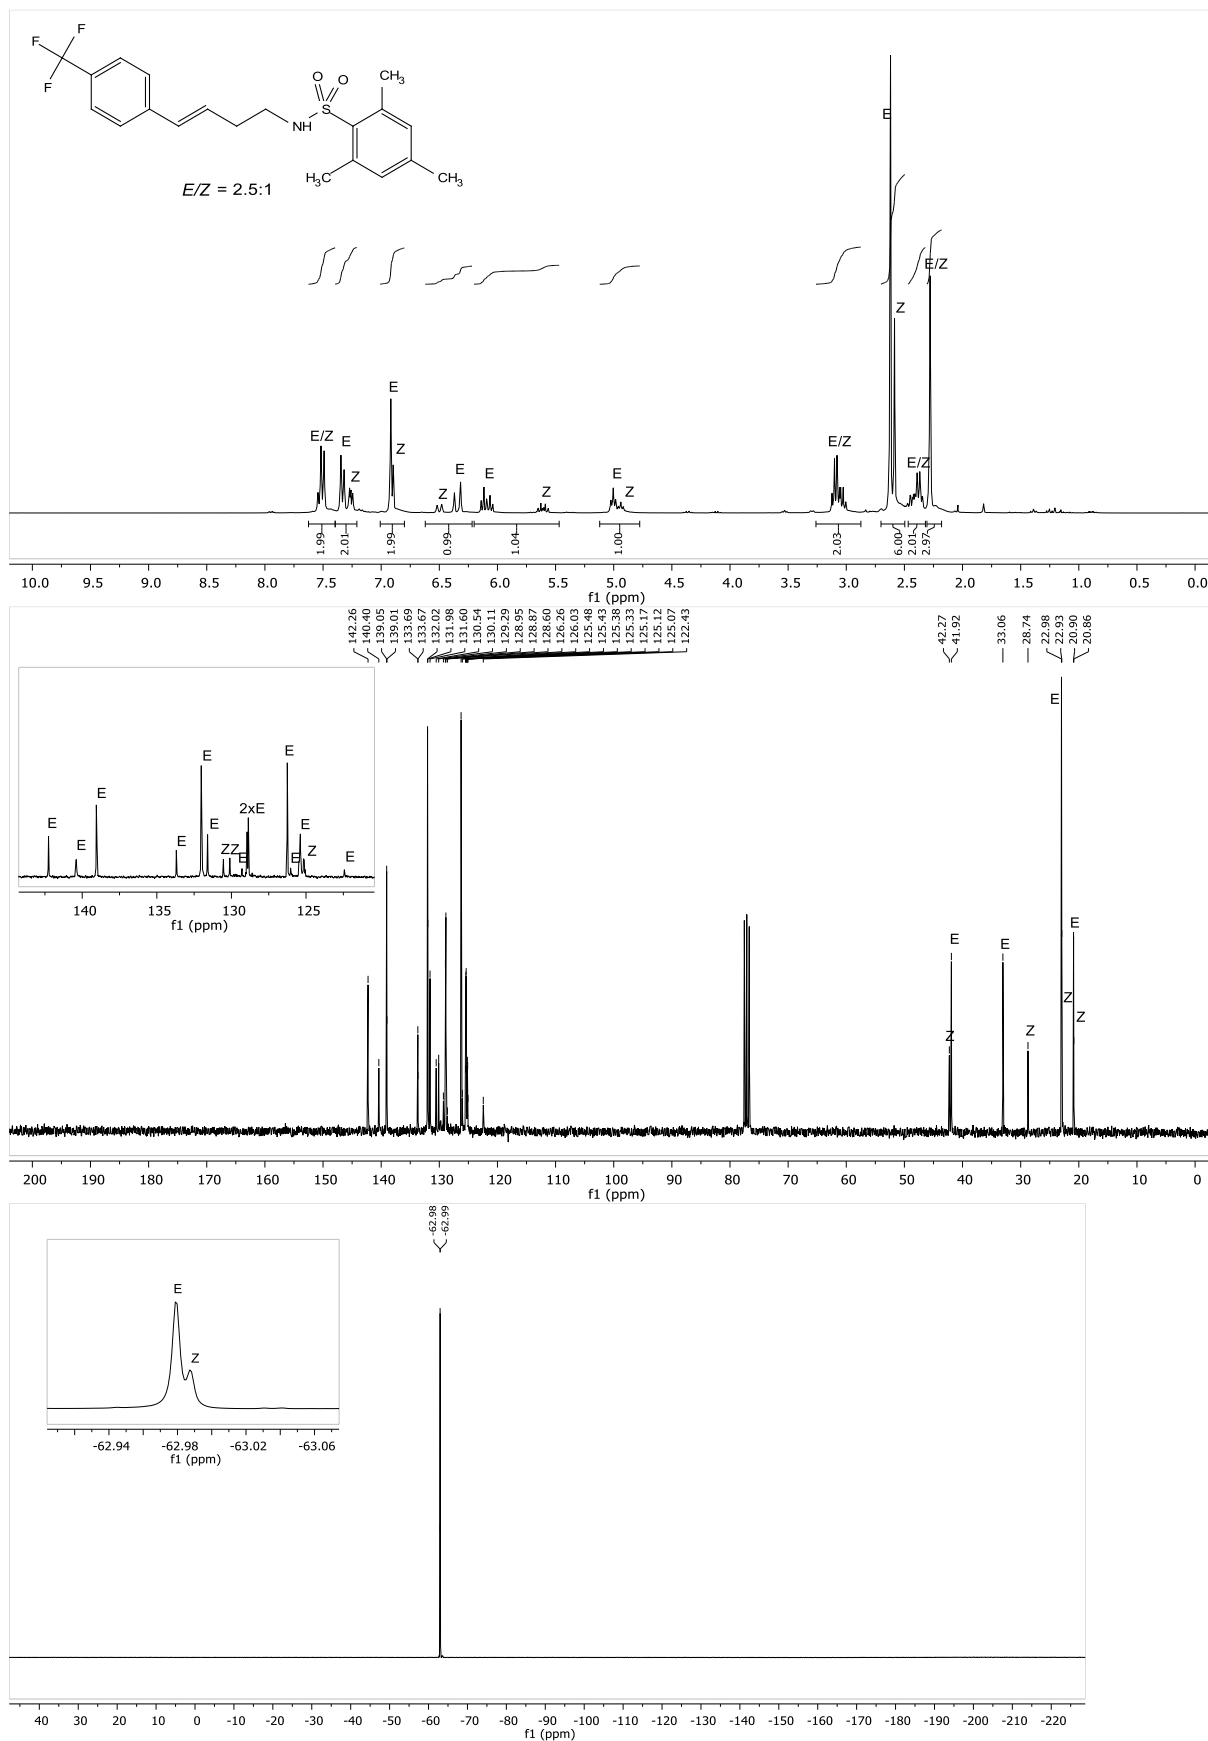 F
F
F
O
O
S
NH
CH3
H3C
CH3
E/Z = 2.5:1
E
E/Z
Z
E/Z
E
Z
E
Z
Z
E
E
Z
E
Z
E/Z
E/Z
1.99
2.01
1.99
0.99
1.04
1.00
2.03
6.00
2.01
2.97
10.0 9.5 9.0 8.5 8.0 7.5 7.0 6.5 6.0 5.5 5.0 4.5 4.0 3.5 3.0 2.5 2.0 1.5 1.0 0.5 0.0
f1 (ppm)
142.26
140.40
139.05
139.01
133.69
133.67
132.02
131.98
131.60
130.54
130.11
129.29
128.95
128.87
128.60
126.26
126.03
125.48
125.43
125.38
125.33
125.17
125.12
125.07
122.43
42.27
41.92
33.06
28.74
22.98
22.93
20.90
20.86
E
E
E
E
E
E
ZZ
E
2xE
E
E
E
Z
E
140 135 130 125
f1 (ppm)
E
Z
E
Z
E
Z
E
Z
200 190 180 170 160 150 140 130 120 110 100 90 80 70 60 50 40 30 20 10 0
f1 (ppm)
-62.98
-62.99
E
Z
-62.94 -62.98 -63.02 -63.06
f1 (ppm)
40 30 20 10 0 -10 -20 -30 -40 -50 -60 -70 -80 -90 -100 -110 -120 -130 -140 -150 -160 -170 -180 -190 -200 -210 -220
f1 (ppm)